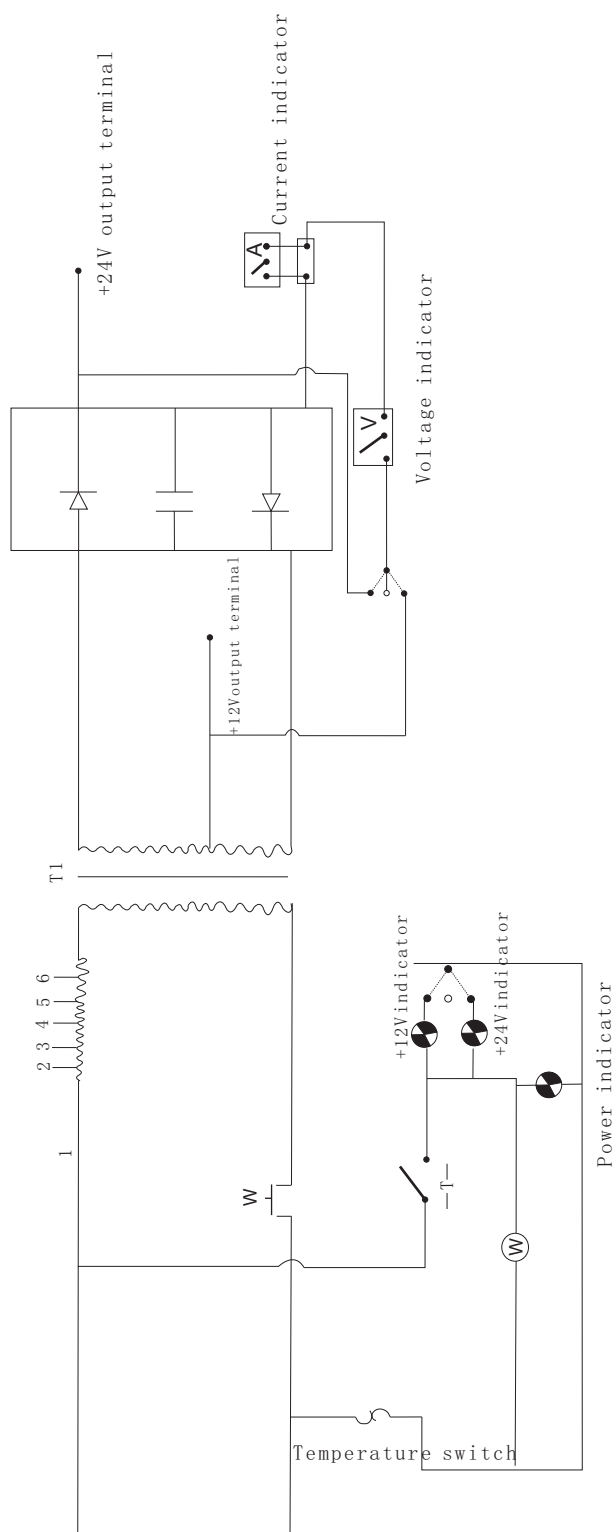 +24V output terminal
Current indicator
A
Voltage indicator
V
+12Voutput terminal
T1
6
5
4
3
2
1
+12Vindicator
+24Vindicator
Power indicator
W
T
W
Temperature switch